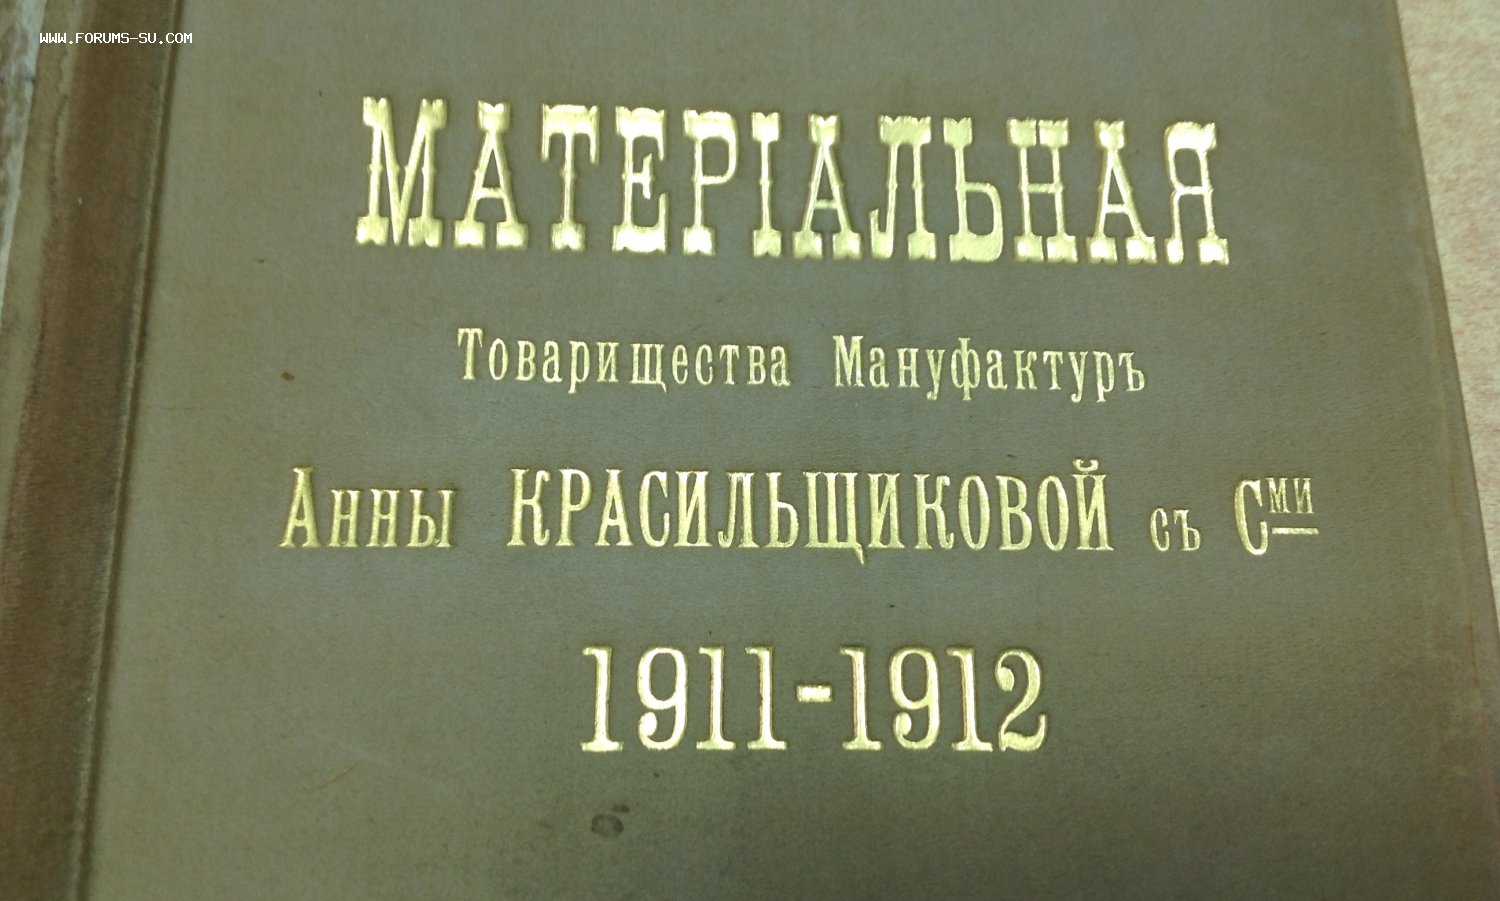 WWW.FORUMS-SU.COM
МАТЕРІАЛЬНАЯ
Товарищества Мануфактуръ
Анны КРАСИЛЬЩИКОВОЙ съ Сми
1911-1912